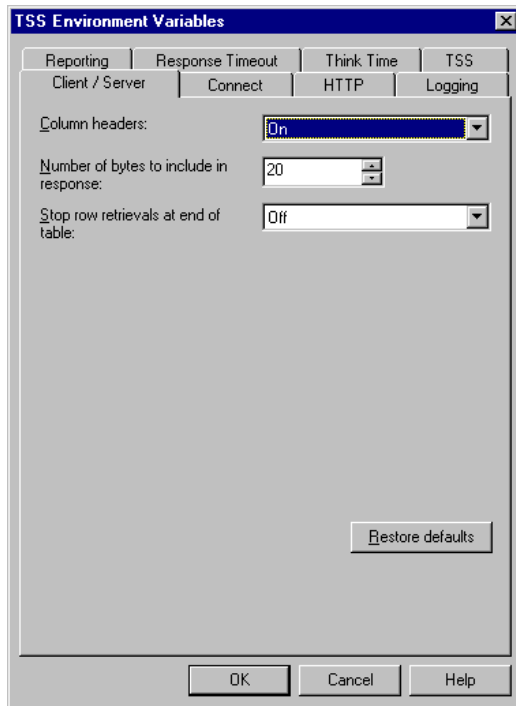 TSS Environment Variables
Reporting
Response Timeout
Think Time
TSS
Client / Server
Connect
HTTP
Logging
Column headers:
On
Number of bytes to include in
response:
20
Stop row retrievals at end of
table:
Off
Restore defaults
OK
Cancel
Help